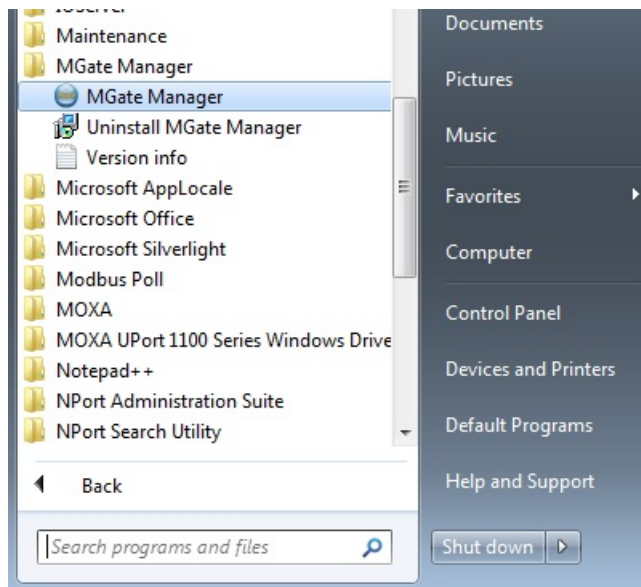 Maintenance
MGate Manager
MGate Manager
Uninstall MGate Manager
Version info
Microsoft AppLocale
Microsoft Office
Microsoft Silverlight
Modbus Poll
MOXA
MOXA UPort 1100 Series Windows Drive
Notepad++
NPort Administration Suite
NPort Search Utility
Back
Search programs and files
Documents
Pictures
Music
Favorites
Computer
Control Panel
Devices and Printers
Default Programs
Help and Support
Shut down